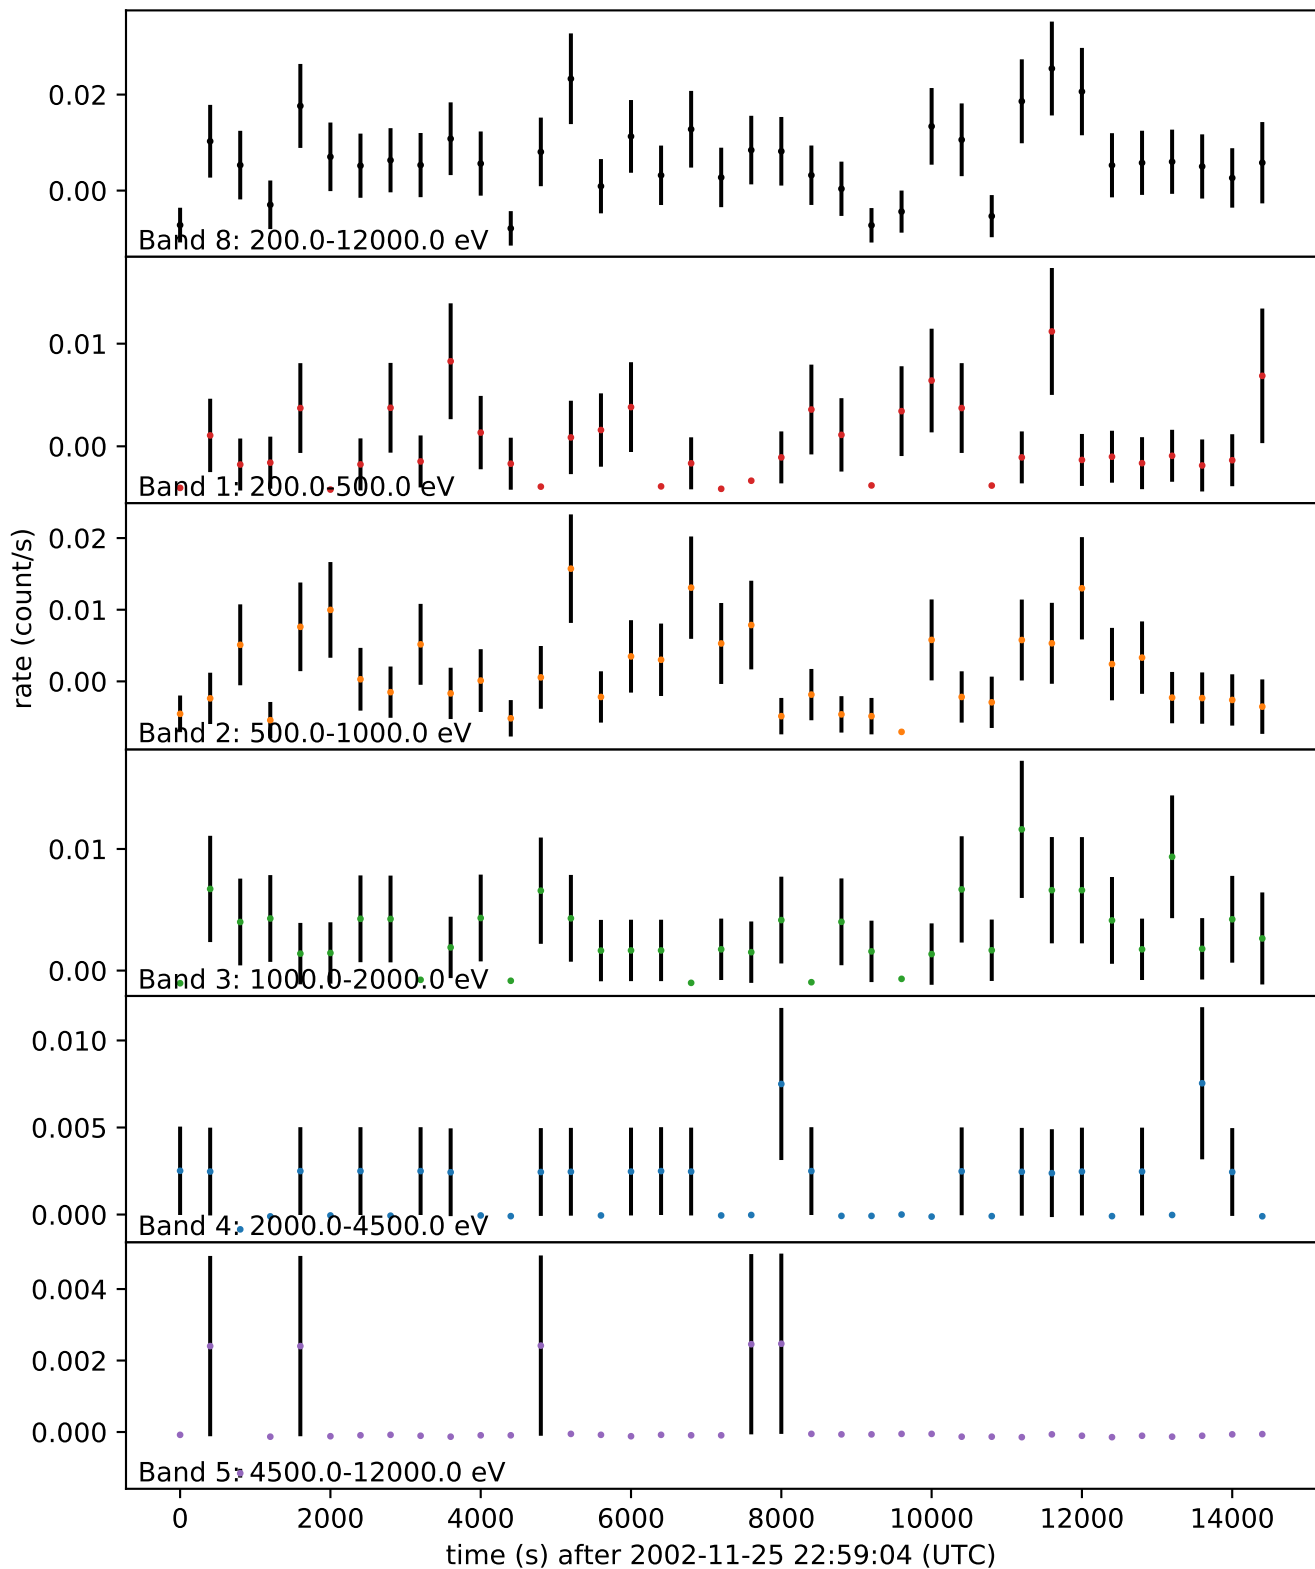 0.02
0.00
Band 8: 200.0-12000.0 eV
0.01
0.00
Band 1: 200.0-500.0 eV
rate (count/s)
0.02
0.01
0.00
Band 2: 500.0-1000.0 eV
0.01
0.00
Band 3: 1000.0-2000.0 eV
0.010
0.005
0.000
Band 4: 2000.0-4500.0 eV
0.004
0.002
0.000
Band 5: 4500.0-12000.0 eV
0 2000 4000 6000 8000 10000 12000 14000
time (s) after 2002-11-25 22:59:04 (UTC)